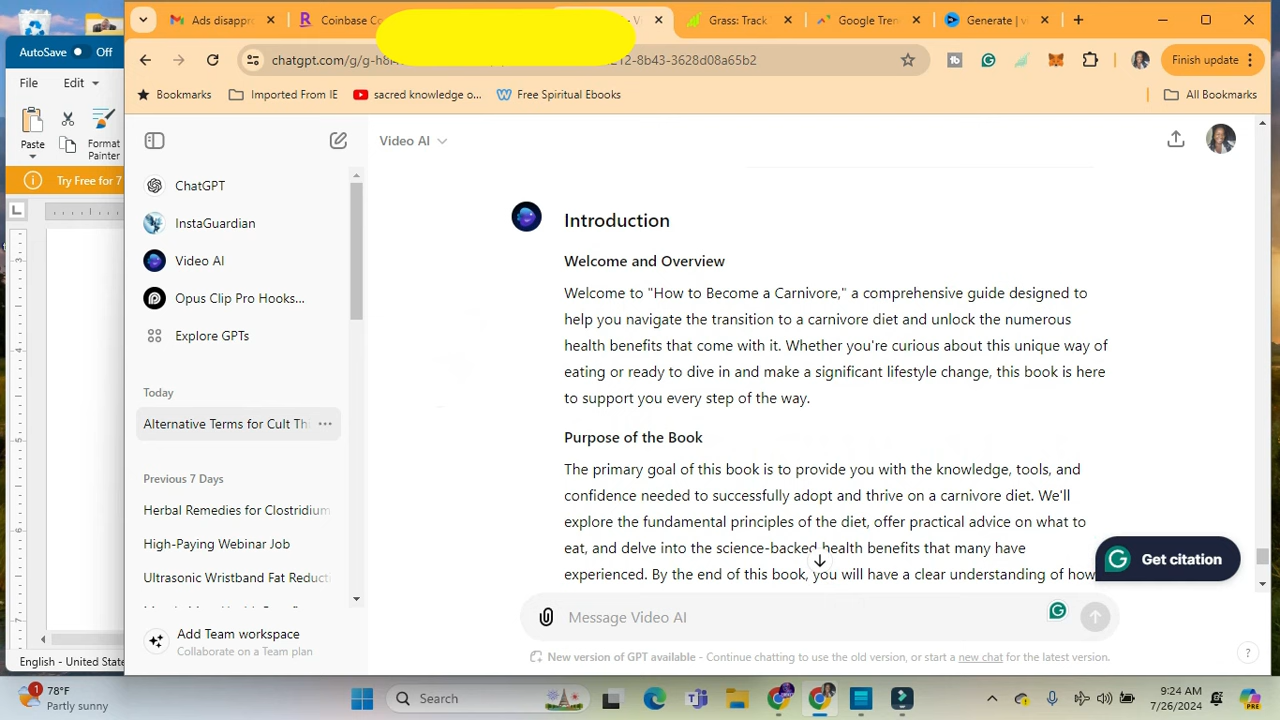 Ads disappr
Coinbase Co
Grass: Track
Google Tren
Generate | v
AutoSave Off
chatgpt.com/g/g-h8
12-8b43-3628d08a65b2
Finish update
File Edit
Bookmarks
Imported From IE
sacred knowledge o...
Free Spiritual Ebooks
All Bookmarks
Paste
Format
Painter
Try Free for 7
Video AI
ChatGPT
InstaGuardian
Video AI
Opus Clip Pro Hooks...
Explore GPTs
Today
Alternative Terms for Cult Th
Previous 7 Days
Herbal Remedies for Clostridium
High-Paying Webinar Job
Ultrasonic Wristband Fat Reduct
Add Team workspace
Collaborate on a Team plan
Introduction
Welcome and Overview
Welcome to "How to Become a Carnivore," a comprehensive guide designed to
help you navigate the transition to a carnivore diet and unlock the numerous
health benefits that come with it. Whether you're curious about this unique way of
eating or ready to dive in and make a significant lifestyle change, this book is here
to support you every step of the way.
Purpose of the Book
The primary goal of this book is to provide you with the knowledge, tools, and
confidence needed to successfully adopt and thrive on a carnivore diet. We'll
explore the fundamental principles of the diet, offer practical advice on what to
eat, and delve into the science-backed health benefits that many have
experienced. By the end of this book, you will have a clear understanding of how
Get citation
Message Video AI
New version of GPT available - Continue chatting to use the old version, or start a new chat for the latest version.
?
English - United Sta
1
78°F
Partly sunny
Search
9:24 AM
7/26/2024
PRE